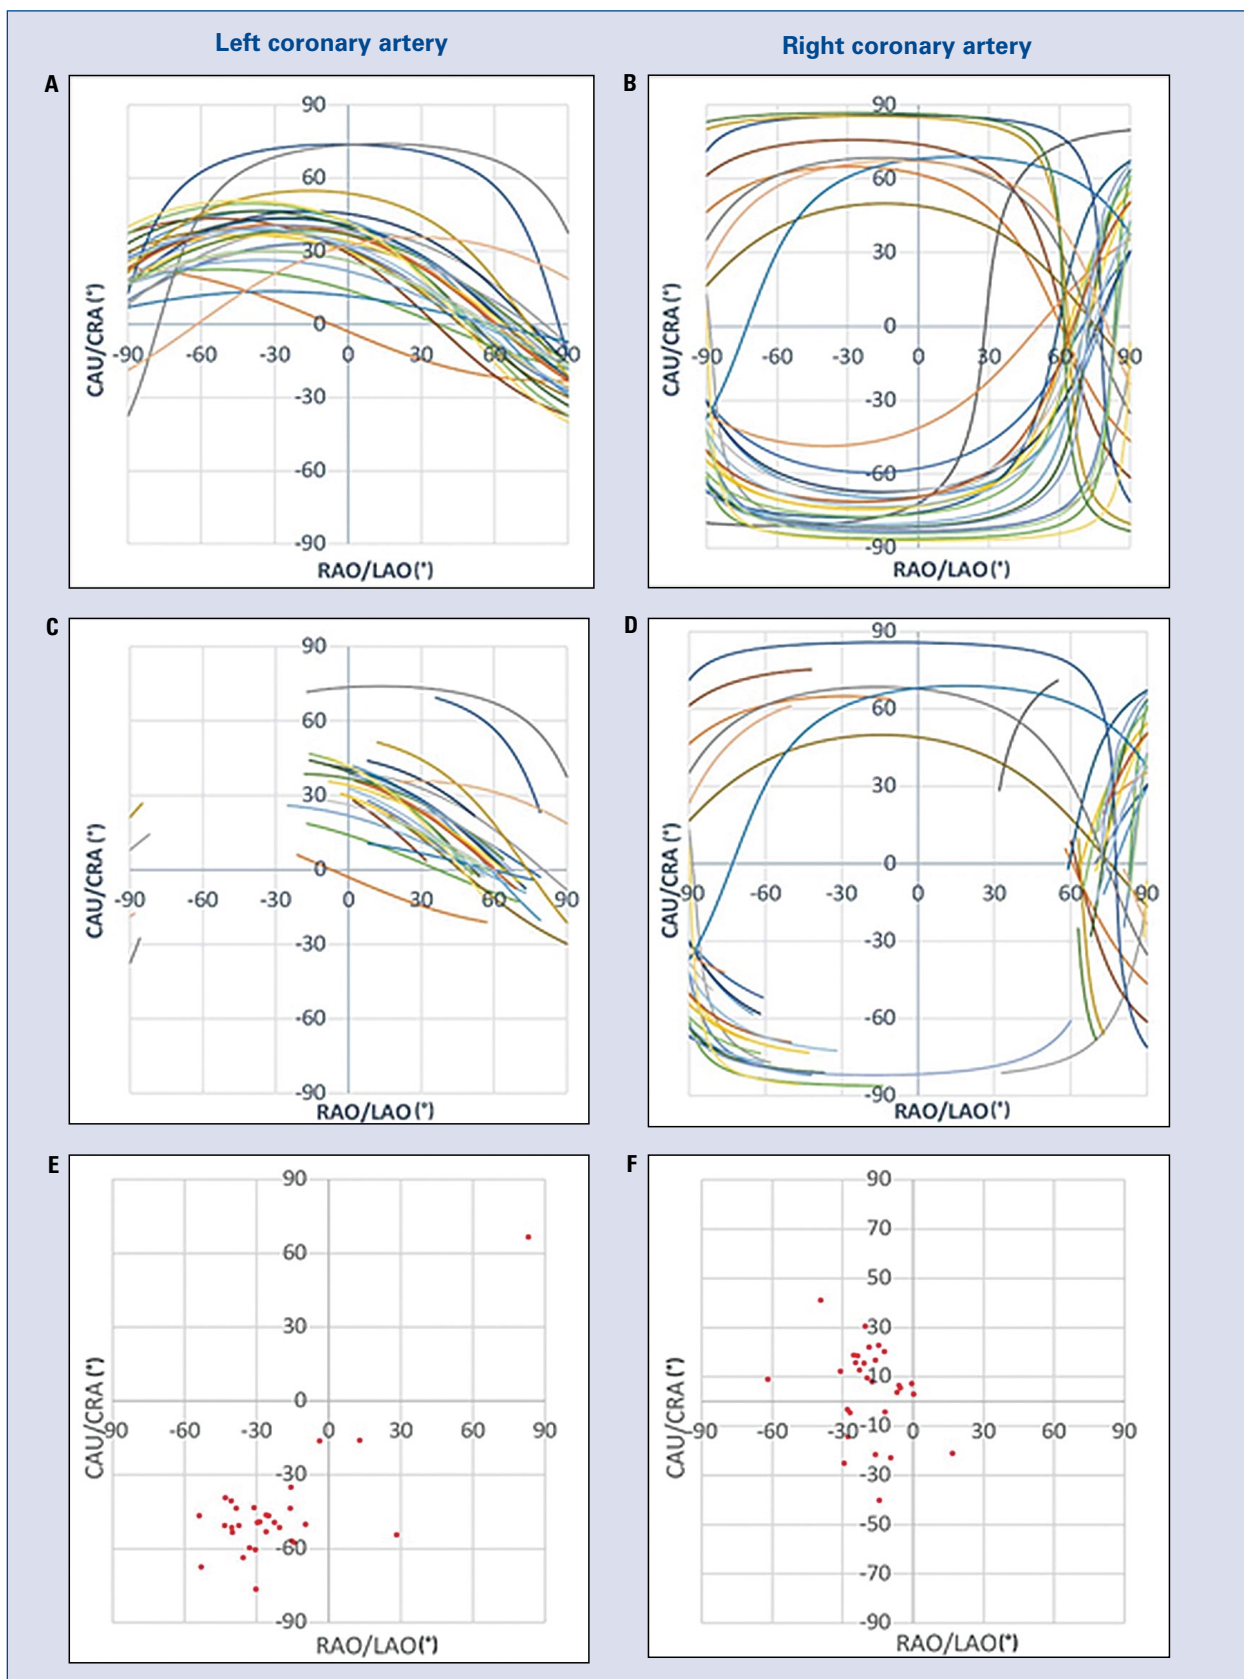 Left coronary artery
Right coronary artery
A
90
60
30
0
-90 -60 -30 0 30 60 90
-30
-60
-90
CAU/CRA (°)
RAO/LAO (°)
B
90
60
30
0
-90 -60 -30 0 30 60 90
-30
-60
-90
CAU/CRA (°)
RAO/LAO (°)
C
90
60
30
0
-90 -60 -30 0 30 60 90
-30
-60
-90
CAU/CRA (°)
RAO/LAO (°)
D
90
60
30
0
-90 -60 -30 0 30 60 90
-30
-60
-90
CAU/CRA (°)
RAO/LAO (°)
E
90
60
30
0
-90 -60 -30 0 30 60 90
-30
-60
-90
CAU/CRA (°)
RAO/LAO (°)
F
90
70
50
30
10
-10
-90 -60 -30 0 30 60 90
-30
-50
-70
-90
CAU/CRA (°)
RAO/LAO (°)